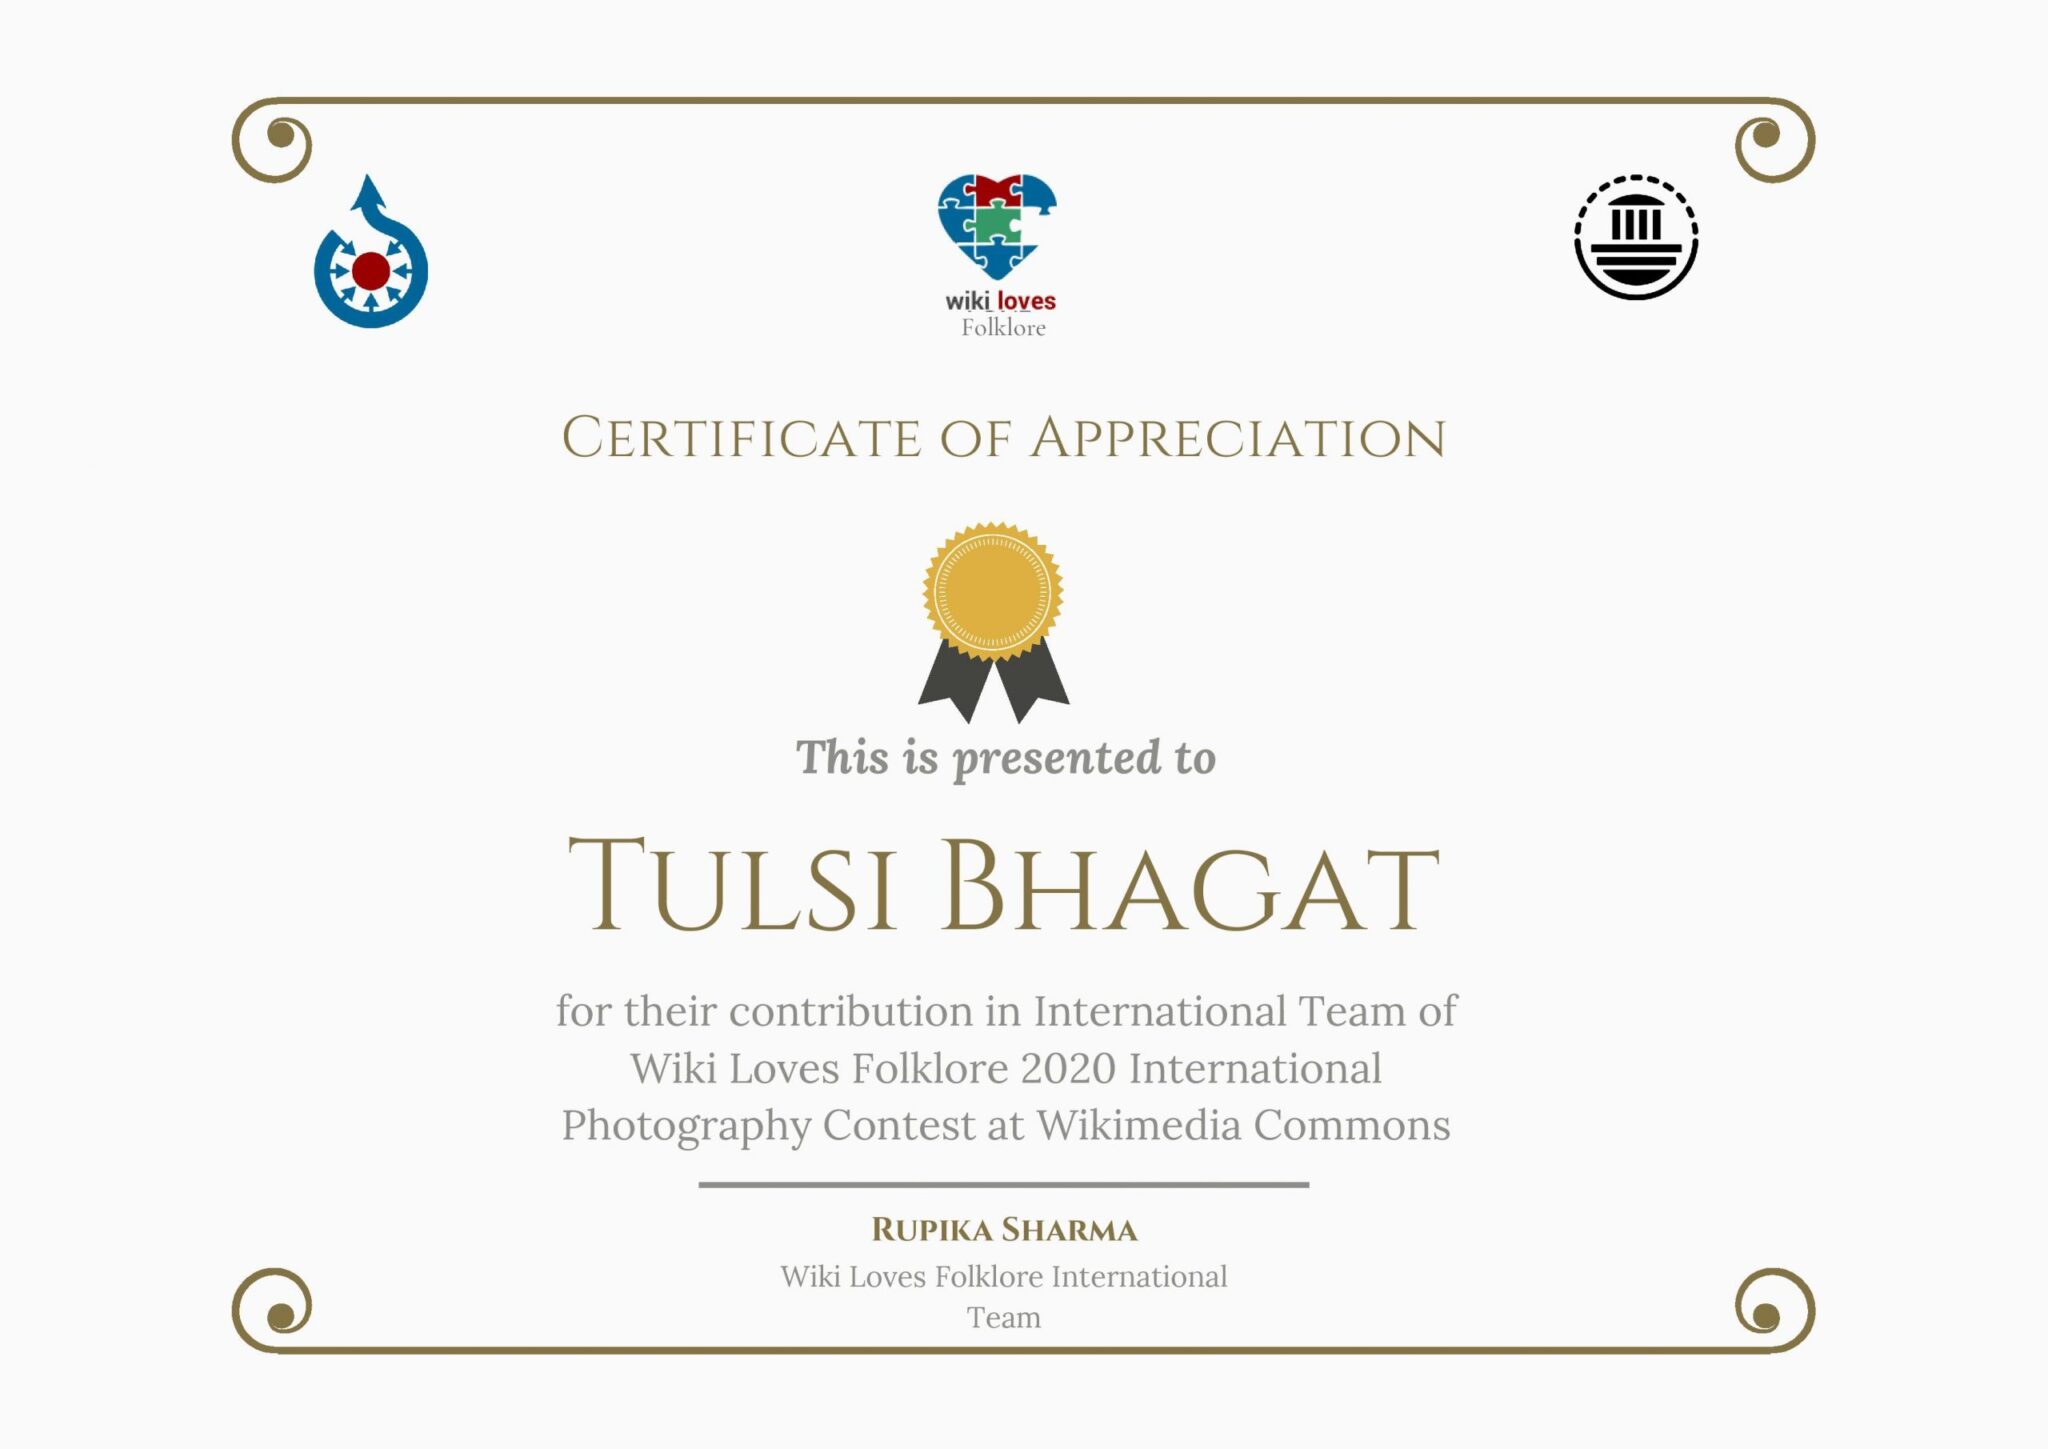 wiki loves
Folklore
Certificate of Appreciation
This is presented to
Tulsi Bhagat
for their contribution in International Team of
Wiki Loves Folklore 2020 International
Photography Contest at Wikimedia Commons
Rupika Sharma
Wiki Loves Folklore International
Team